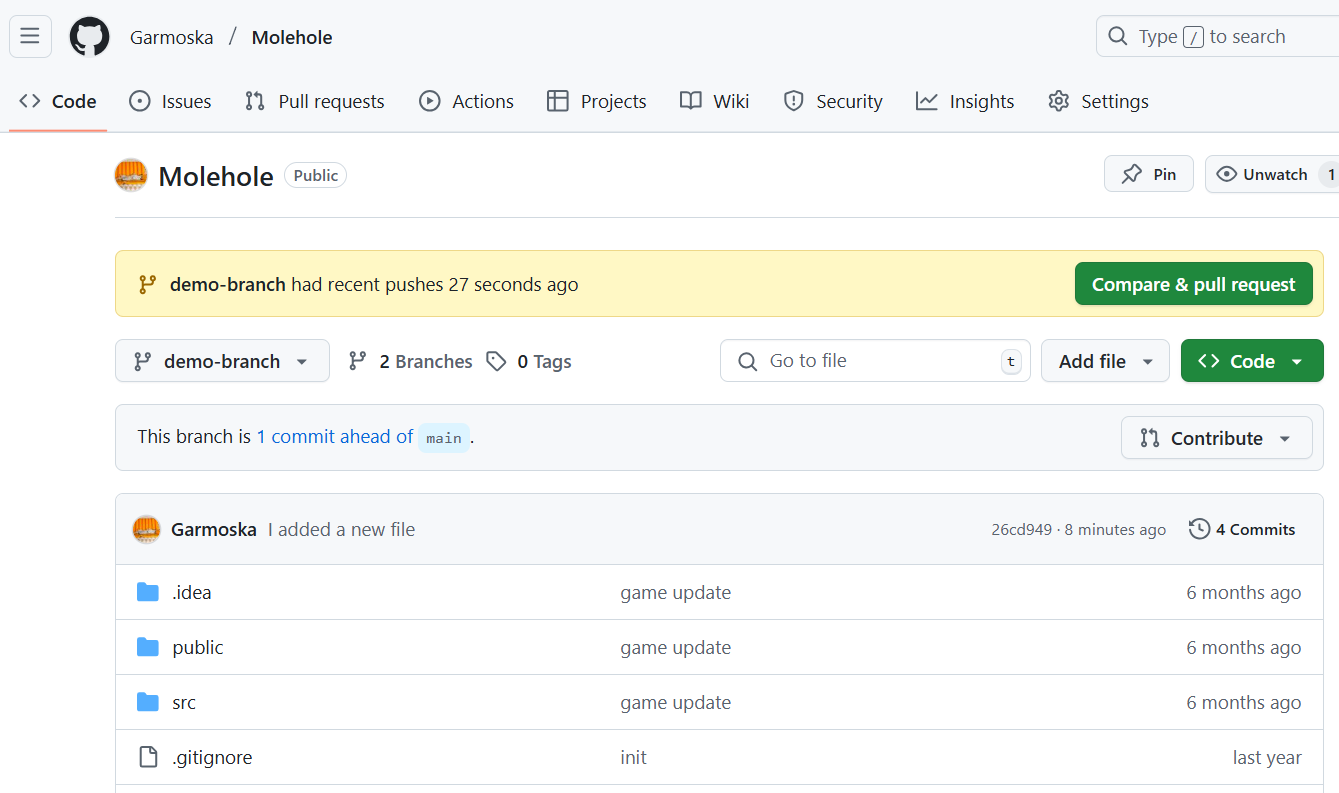 Garmoska / Molehole Type / to search
Code Issues Pull requests Actions Projects Wiki Security Insights Settings
Molehole Public Pin Unwatch 1
demo-branch had recent pushes 27 seconds ago Compare & pull request
demo-branch 2 Branches 0 Tags Go to file t Add file Code
This branch is 1 commit ahead of main . Contribute
Garmoska I added a new file 26cd949 · 8 minutes ago 4 Commits
.idea game update 6 months ago
public game update 6 months ago
src game update 6 months ago
.gitignore init last year